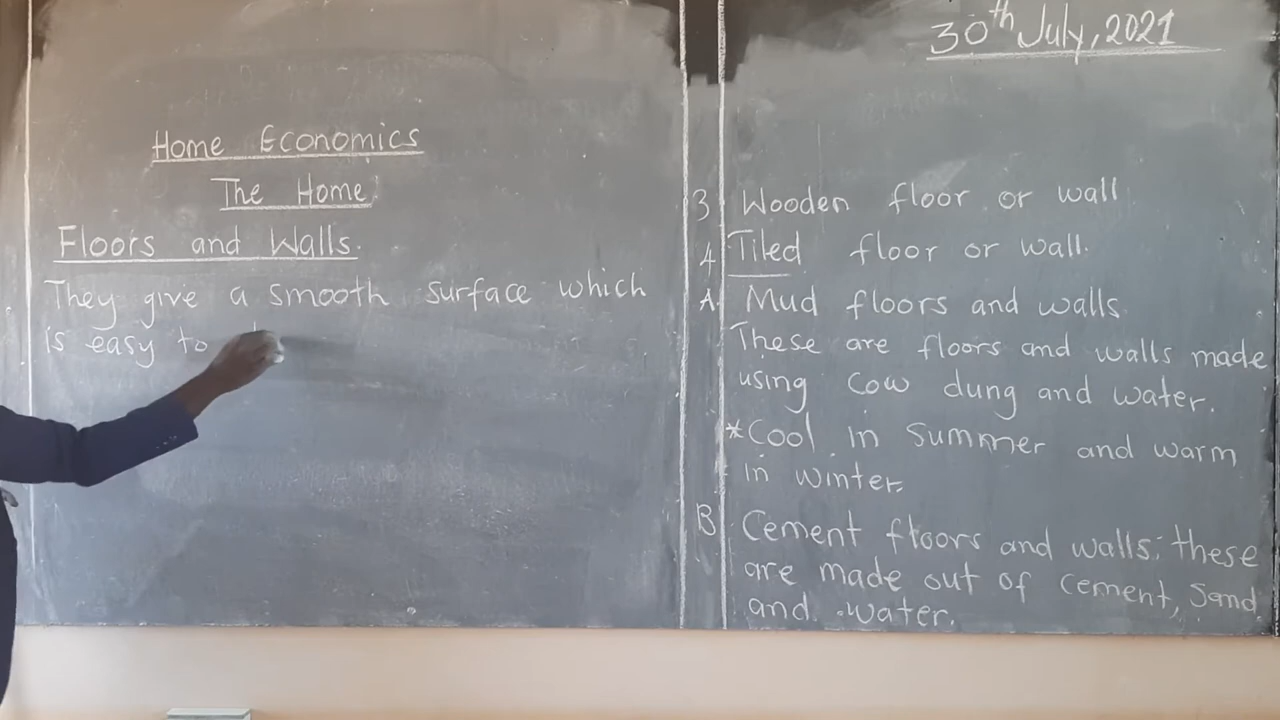 30th July, 2021
Home Economics
The Home
Floors and Walls.
They give a smooth surface which
is easy to
3 Wooden floor or wall
4 Tiled floor or wall.
A. Mud floors and walls.
These are floors and walls made
using cow dung and water.
*Cool in summer and warm
in winter.
B Cement floors and walls; these
are made out of cement, sand
and water.